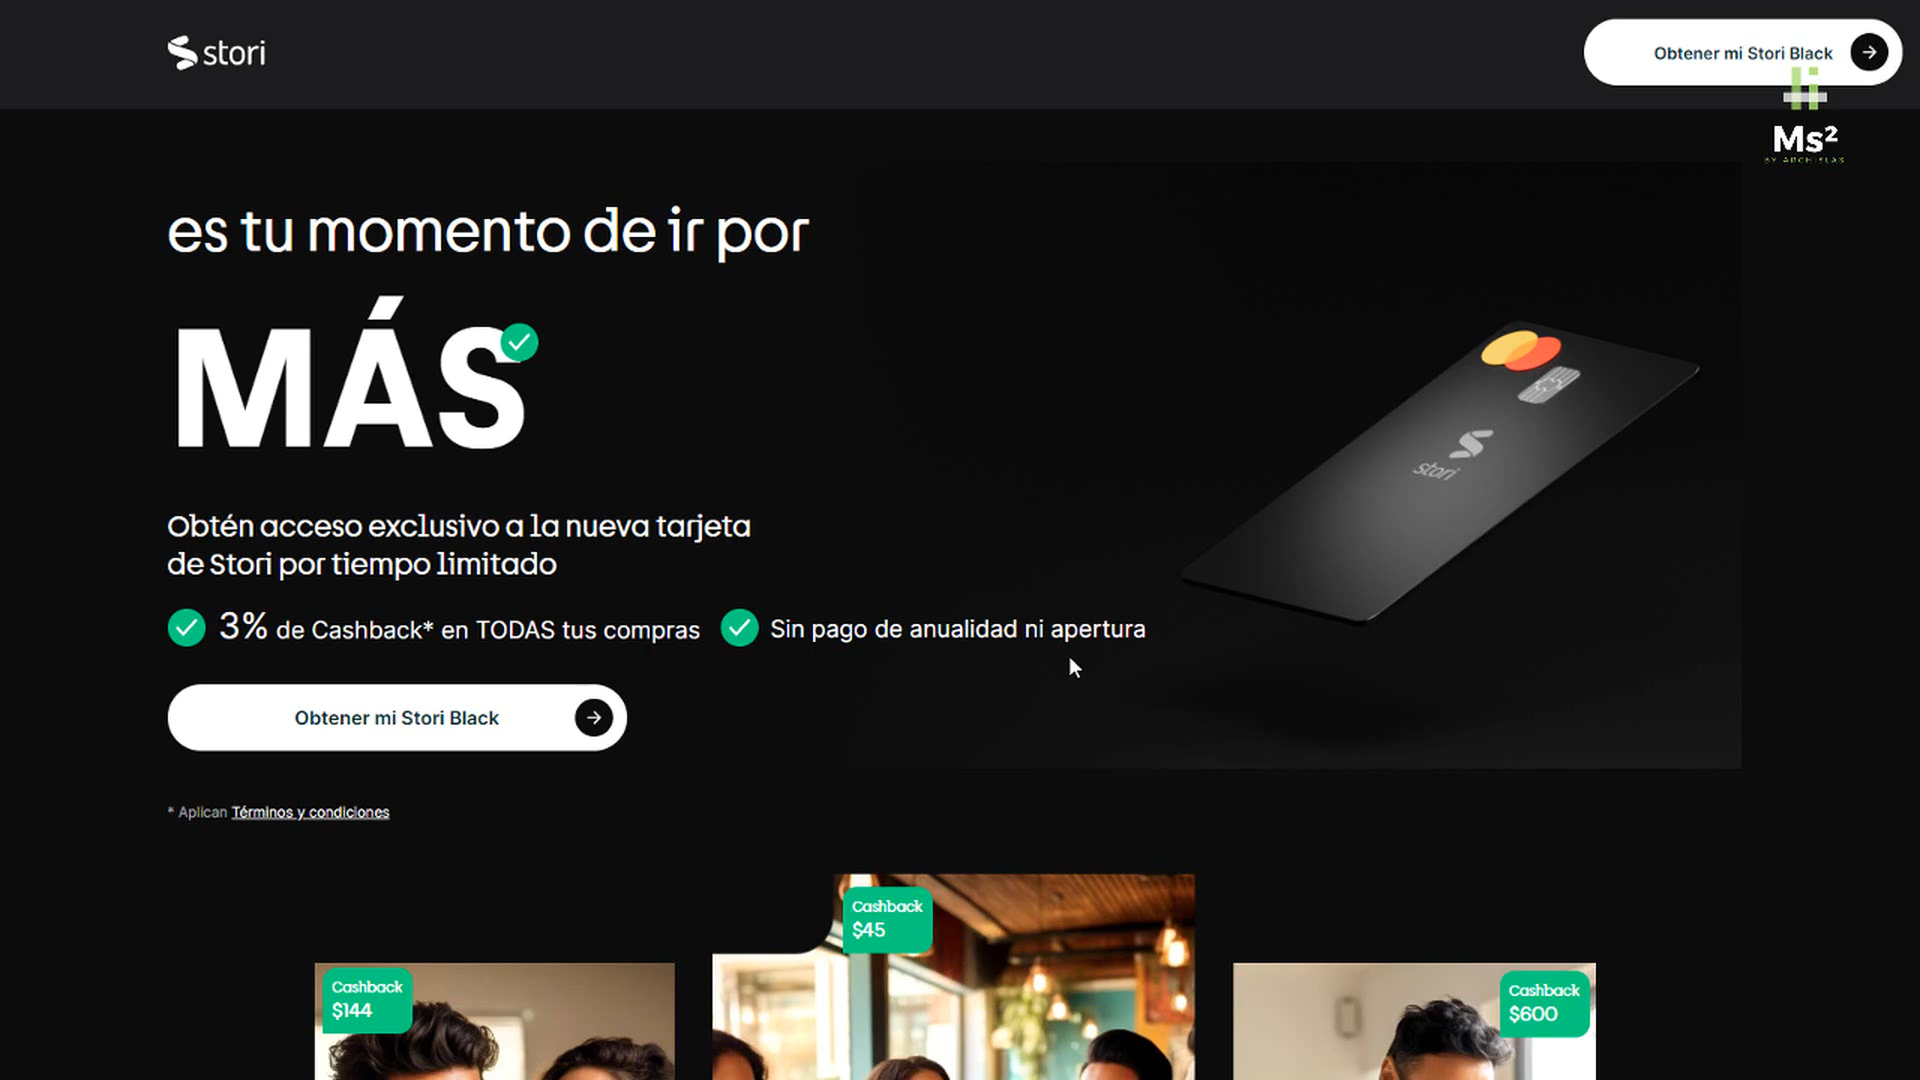 stori
Obtener mi Stori Black
Ms²
BY ARCHISLAS
es tu momento de ir por
MÁS
stori
Obtén acceso exclusivo a la nueva tarjeta
de Stori por tiempo limitado
3% de Cashback* en TODAS tus compras
Sin pago de anualidad ni apertura
Obtener mi Stori Black
* Aplican Términos y condiciones
Cashback
$45
Cashback
$144
Cashback
$600